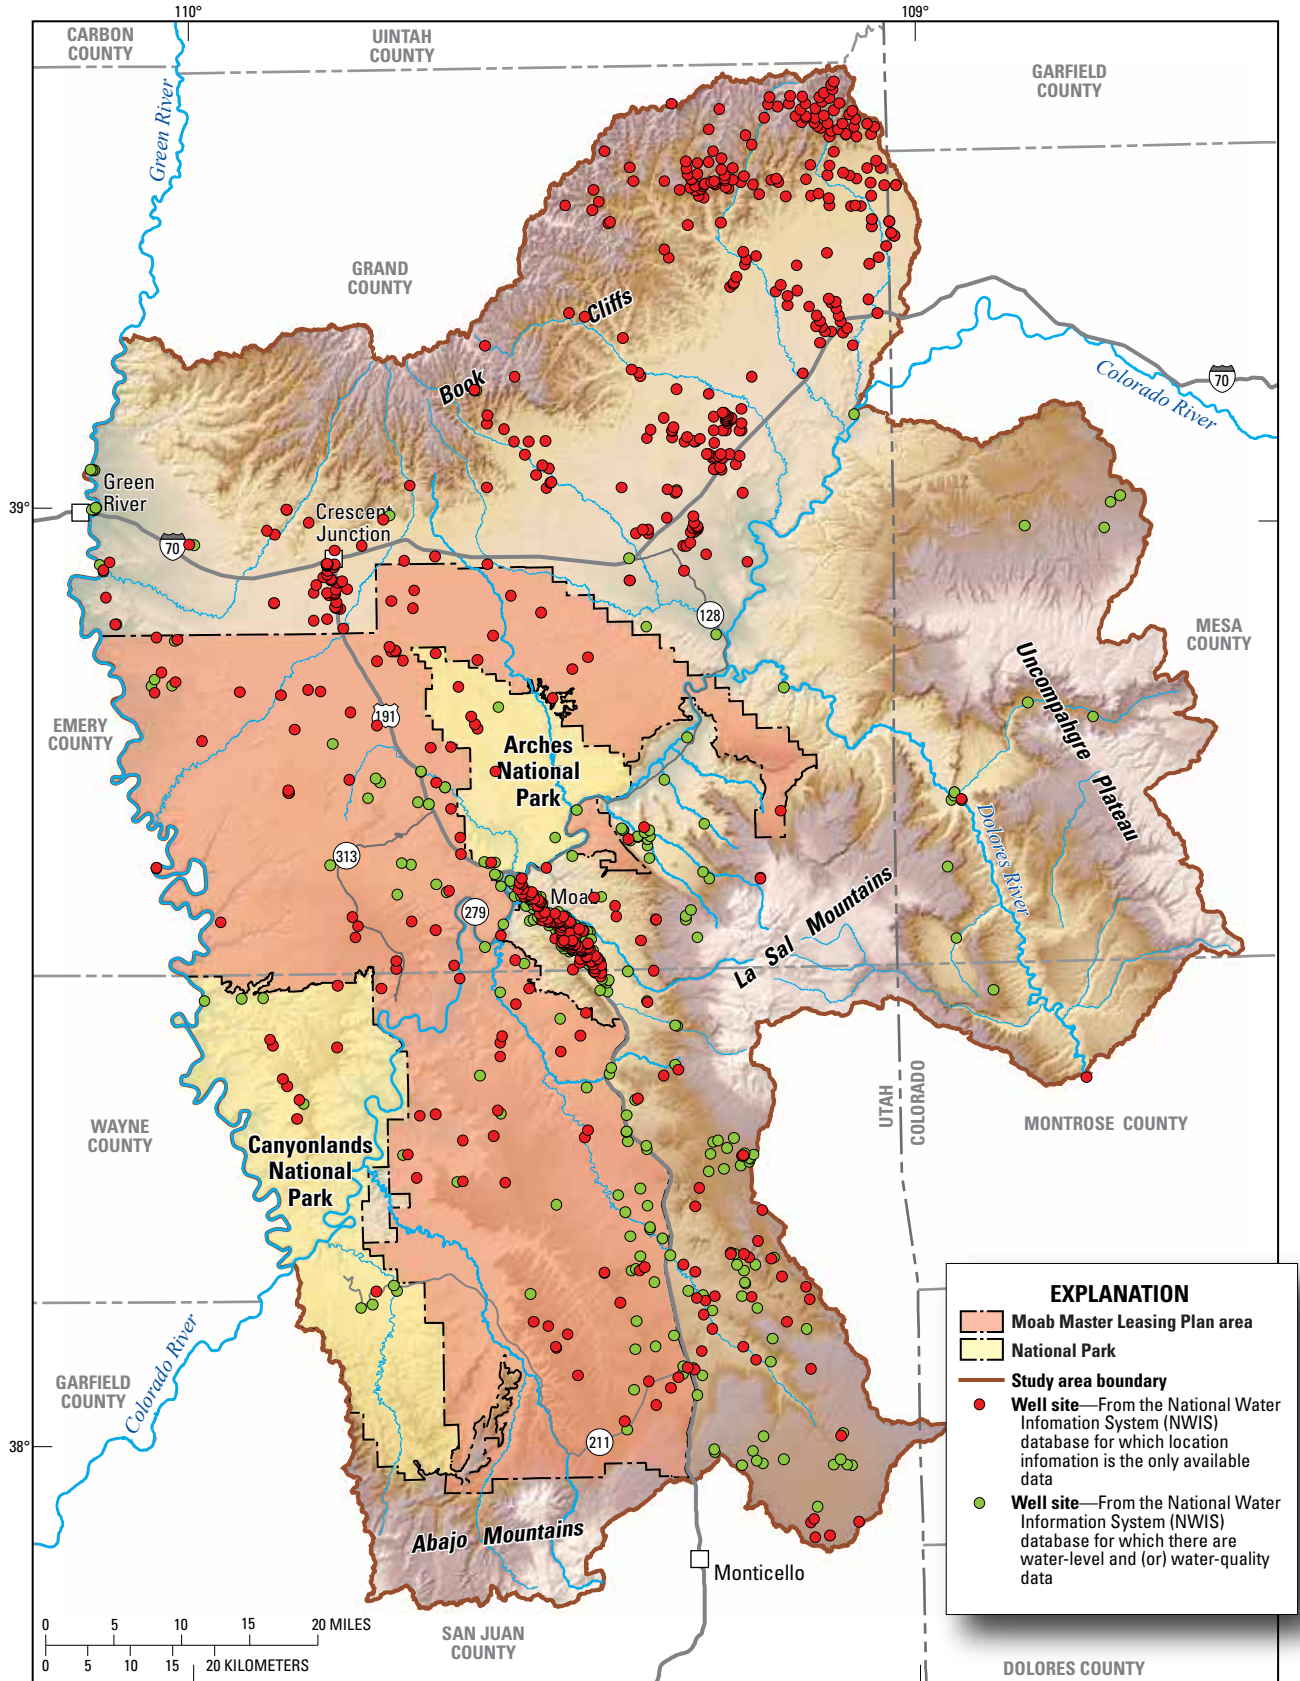 110°
109°
CARBON
COUNTY
UINTAH
COUNTY
GARFIELD
COUNTY
Green River
GRAND
COUNTY
Book
Cliffs
Colorado River
70
Green
River
39°
Crescent
Junction
70
128
MESA
COUNTY
Uncompahgre Plateau
EMERY
COUNTY
191
Arches
National
Park
Dolores River
313
279
Moab
La Sal Mountains
UTAH
COLORADO
WAYNE
COUNTY
MONTROSE COUNTY
Canyonlands
National
Park
Colorado River
GARFIELD
COUNTY
38°
211
Abajo Mountains
Monticello
SAN JUAN
COUNTY
DOLORES COUNTY
EXPLANATION
Moab Master Leasing Plan area
National Park
Study area boundary
Well site—From the National Water
Infomation System (NWIS)
database for which location
infomation is the only available
data
Well site—From the National Water
Information System (NWIS)
database for which there are
water-level and (or) water-quality
data
0 5 10 15 20 MILES
0 5 10 15 20 KILOMETERS